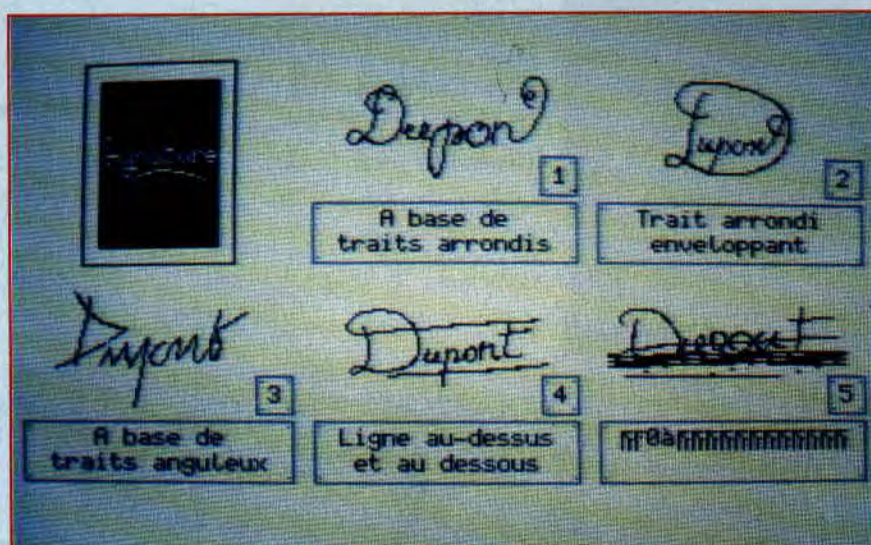 Dupon
1
A base de
traits arrondis
Dupon
2
Trait arrondi
enveloppant
Dupont
3
A base de
traits anguleux
Dupont
4
Ligne au-dessus
et au dessous
Dupont
5